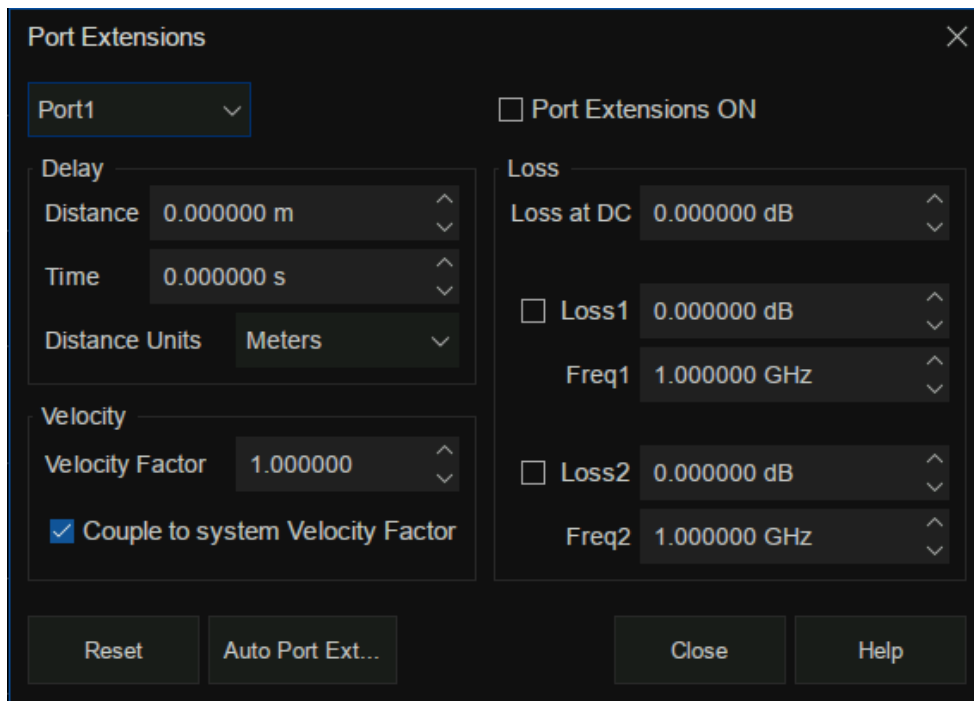 Port Extensions
Port1
Port Extensions ON
Delay
Distance 0.000000 m
Time 0.000000 s
Distance Units Meters
Velocity
Velocity Factor 1.000000
Couple to system Velocity Factor
Loss
Loss at DC 0.000000 dB
Loss1 0.000000 dB
Freq1 1.000000 GHz
Loss2 0.000000 dB
Freq2 1.000000 GHz
Reset Auto Port Ext... Close Help